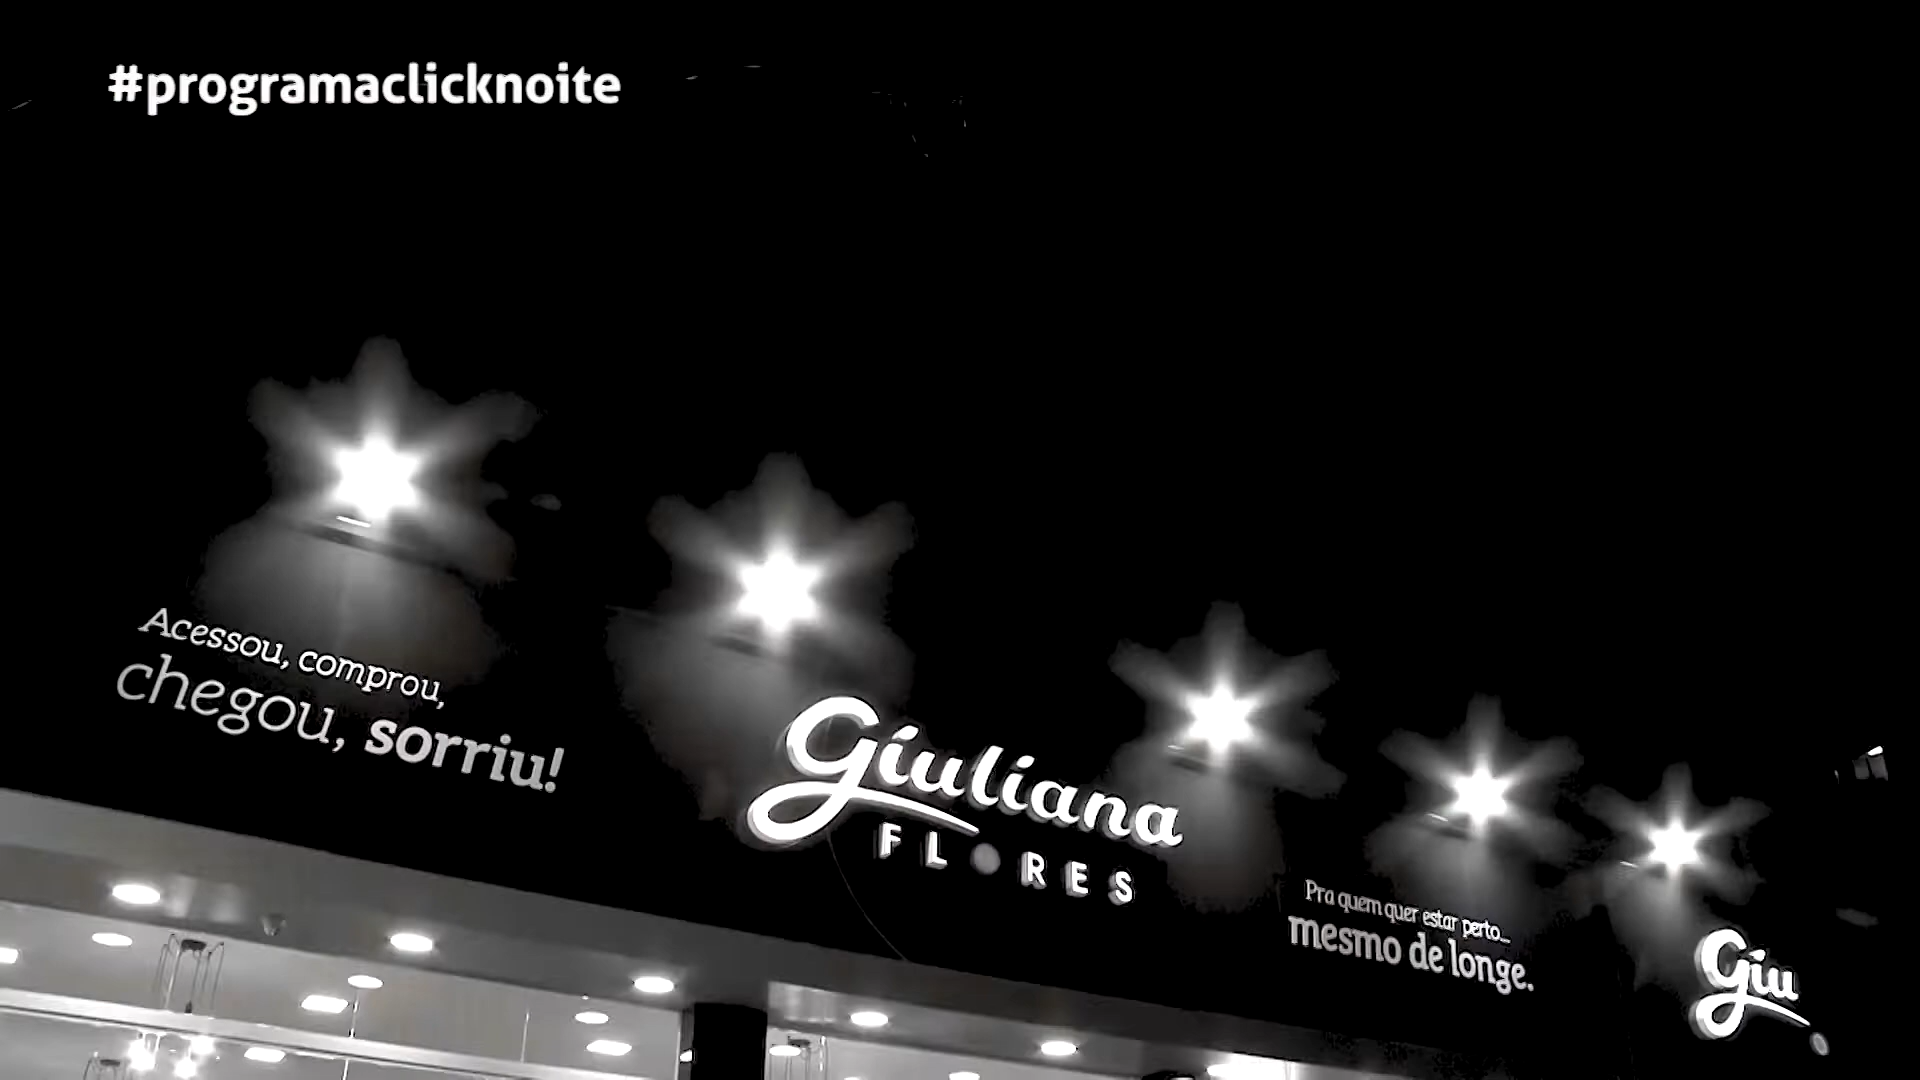 #programaclicknoite
Acessou, comprou,
chegou, sorriu!
Giuliana
FLORES
Pra quem quer estar perto...
mesmo de longe.
Giu